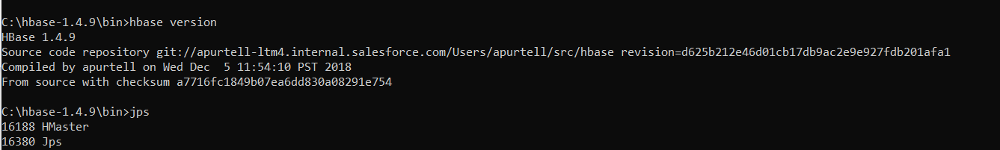 C:\hbase-1.4.9\bin>hbase version
HBase 1.4.9
Source code repository git://apurtell-ltm4.internal.salesforce.com/Users/apurtell/src/hbase revision=d625b212e46d01cb17db9ac2e9e927fdb201afa1
Compiled by apurtell on Wed Dec  5 11:54:10 PST 2018
From source with checksum a7716fc1849b07ea6dd830a08291e754
C:\hbase-1.4.9\bin>jps
16188 HMaster
16380 Jps